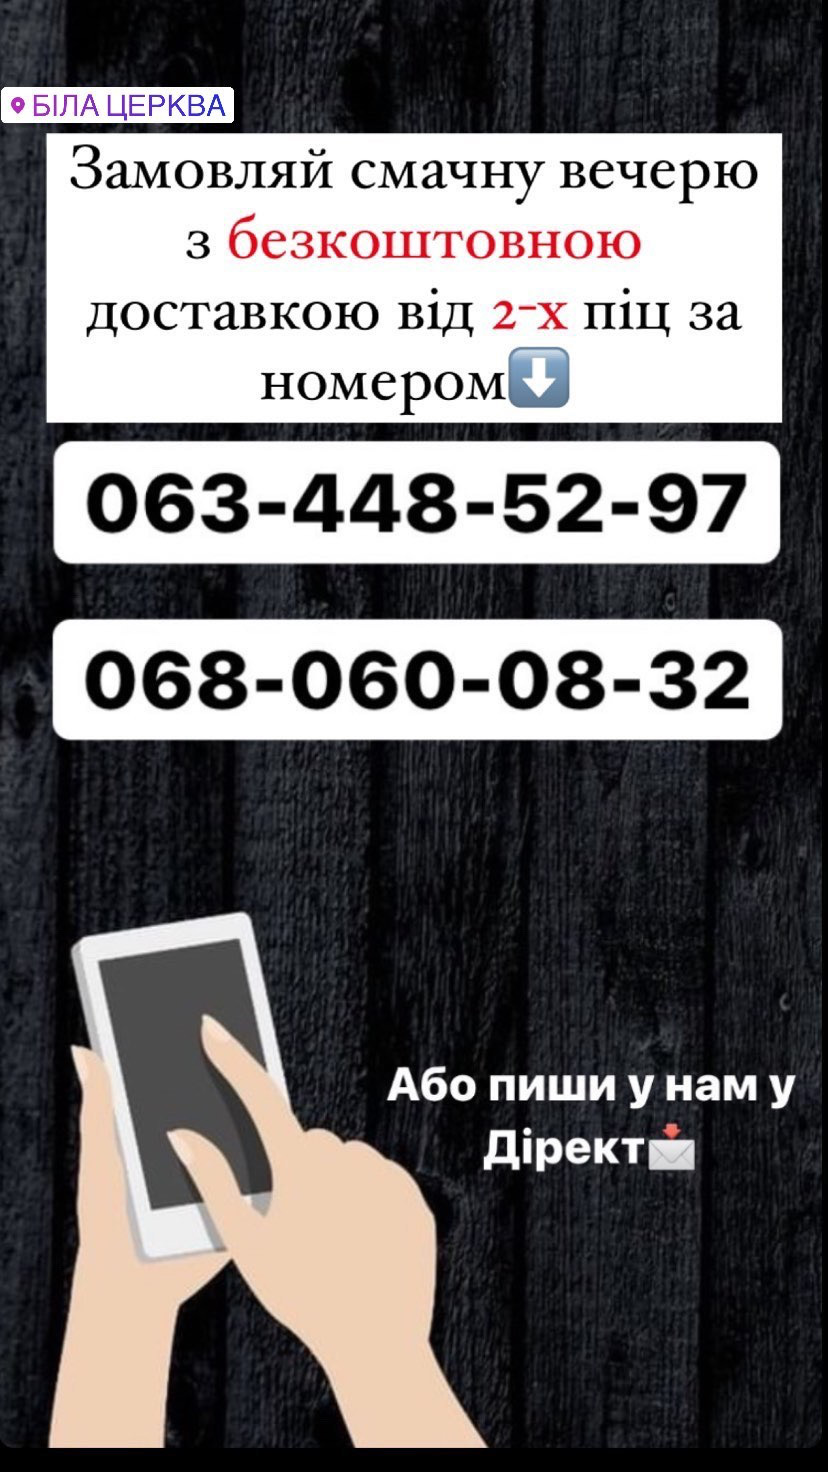 БІЛА ЦЕРКВА
Замовляй смачну вечерю
з безкоштовною
доставкою від 2-х піц за
номером⬇️
063-448-52-97
068-060-08-32
Або пиши у нам у
Дірект📩